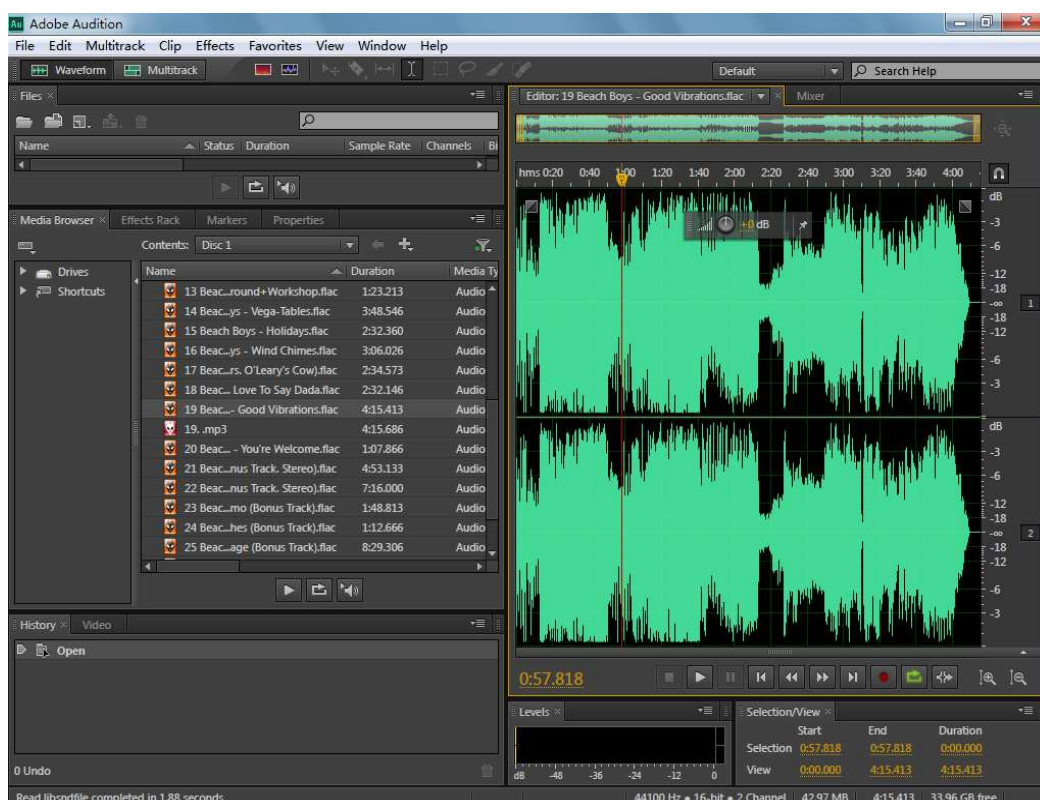 Au Adobe Audition
File Edit Multitrack Clip Effects Favorites View Window Help
Waveform Multitrack Default Search Help
Files
Name Status Duration Sample Rate Channels Bi
Media Browser Effects Rack Markers Properties
Contents: Disc 1
Drives
Shortcuts
Name Duration Media Ty
13 Beac...round+Workshop.flac 1:23.213 Audio
14 Beac...ys - Vega-Tables.flac 3:48.546 Audio
15 Beach Boys - Holidays.flac 2:32.360 Audio
16 Beac...ys - Wind Chimes.flac 3:06.026 Audio
17 Beac...rs. O'Leary's Cow).flac 2:34.573 Audio
18 Beac... Love To Say Dada.flac 2:32.146 Audio
19 Beac...- Good Vibrations.flac 4:15.413 Audio
19. .mp3 4:15.686 Audio
20 Beac... - You're Welcome.flac 1:07.866 Audio
21 Beac...nus Track. Stereo).flac 4:53.133 Audio
22 Beac...nus Track. Stereo).flac 7:16.000 Audio
23 Beac...mo (Bonus Track).flac 1:48.813 Audio
24 Beac...hes (Bonus Track).flac 1:12.666 Audio
25 Beac...age (Bonus Track).flac 8:29.306 Audio
History Video
Open
0 Undo
Editor: 19 Beach Boys - Good Vibrations.flac Mixer
hms 0:20 0:40 1:00 1:20 1:40 2:00 2:20 2:40 3:00 3:20 3:40 4:00
+0 dB
dB
-3
-6
-12
-18
-∞ 1
-18
-12
-6
-3
dB
-3
-6
-12
-18
-∞ 2
-18
-12
-6
-3
0:57.818
Levels
dB -48 -36 -24 -12 0
Selection/View
Start End Duration
Selection 0:57.818 0:57.818 0:00.000
View 0:00.000 4:15.413 4:15.413
Read libsndfile completed in 1.88 seconds 44100 Hz • 16-bit • 2 Channel 42.97 MB 4:15.413 33.96 GB free